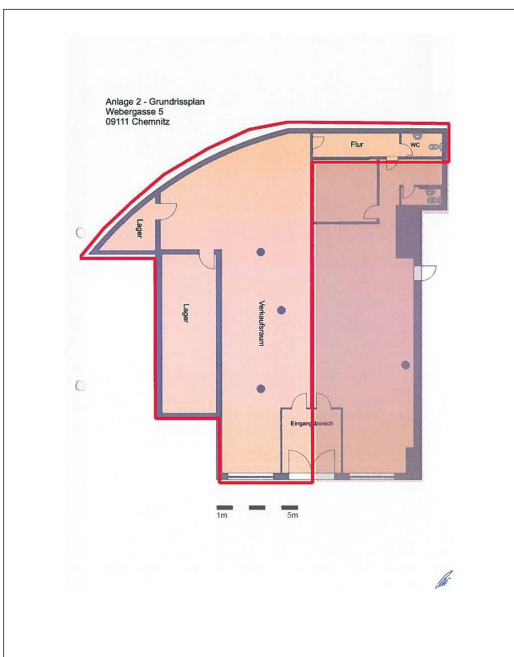 Anlage 2 - Grundrissplan
Webergasse 5
09111 Chemnitz
Flur
WC
Lager
Lager
Verkaufsraum
Eingangsbereich
1m
5m